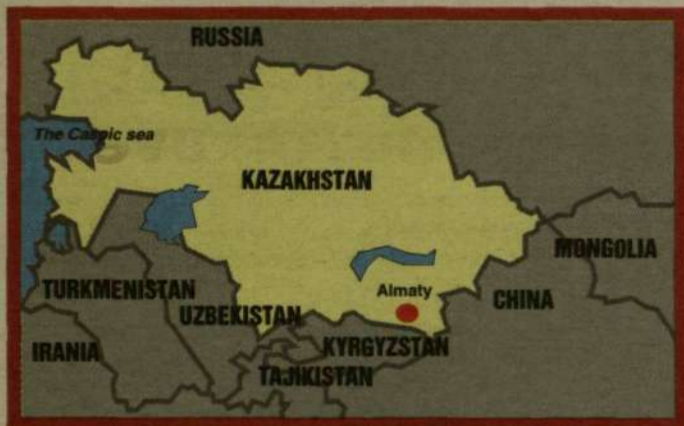 RUSSIA
The Caspic sea
KAZAKHSTAN
MONGOLIA
TURKMENISTAN
Almaty
CHINA
UZBEKISTAN
IRANIA
KYRGYZSTAN
TAJIKISTAN